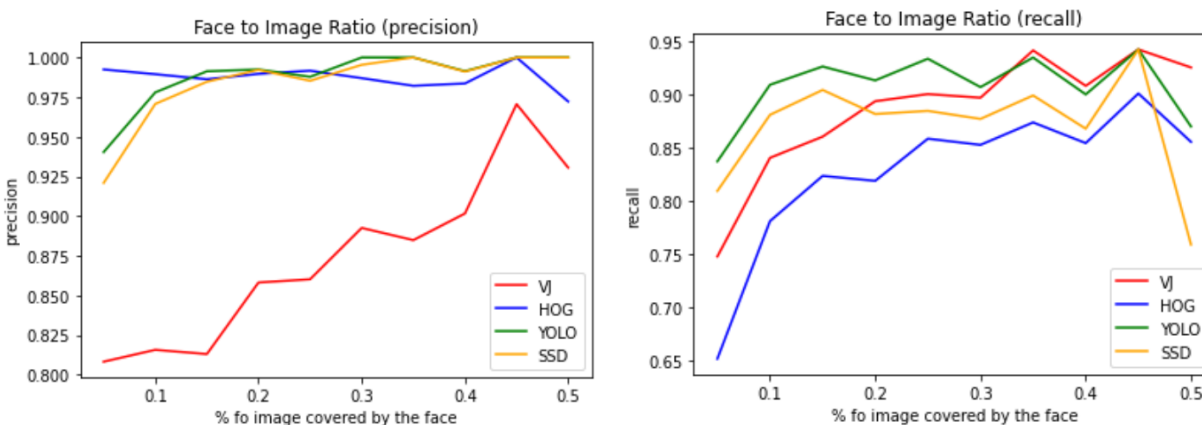 Face to Image Ratio (precision)
1.000
0.975
0.950
0.925
0.900
0.875
0.850
0.825
0.800
precision
VJ
HOG
YOLO
SSD
0.1 0.2 0.3 0.4 0.5
% fo image covered by the face
Face to Image Ratio (recall)
0.95
0.90
0.85
0.80
0.75
0.70
0.65
recall
VJ
HOG
YOLO
SSD
0.1 0.2 0.3 0.4 0.5
% fo image covered by the face